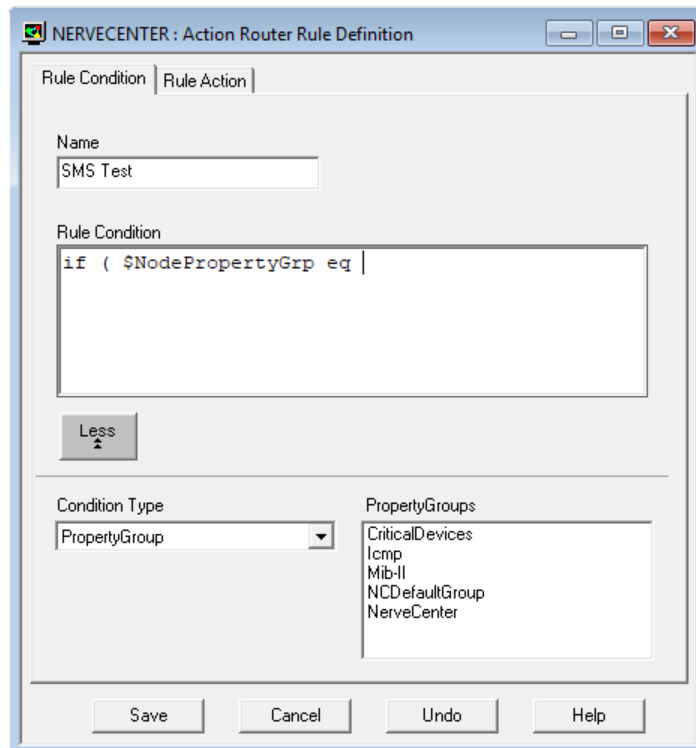 NERVECENTER : Action Router Rule Definition
Rule Condition
Rule Action
Name
SMS Test
Rule Condition
if ( $NodePropertyGrp eq
Less
Condition Type
PropertyGroup
PropertyGroups
CriticalDevices
Icmp
Mib-II
NCDefaultGroup
NerveCenter
Save
Cancel
Undo
Help